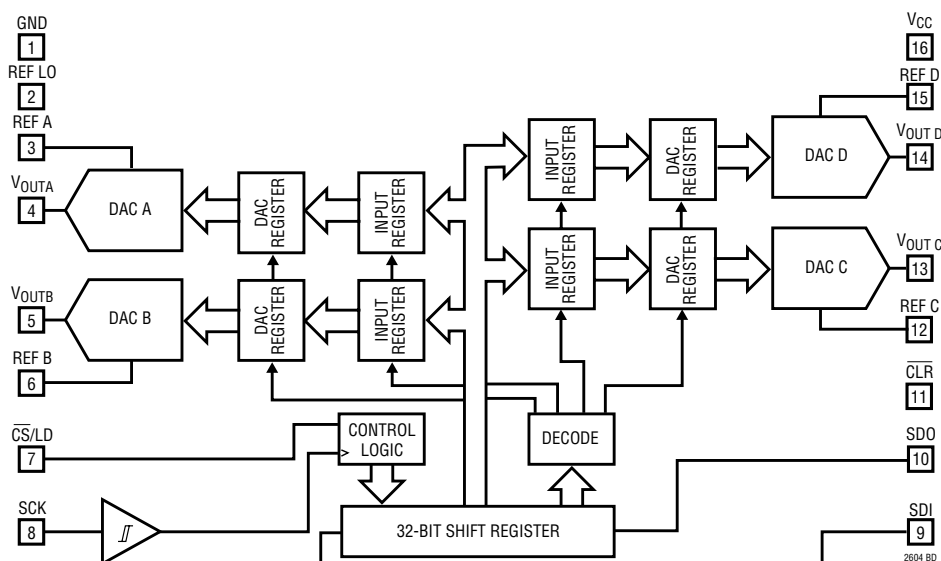 GND
1
REF LO
2
REF A
3
VOUTA
4
VOUTB
5
REF B
6
CS/LD
7
SCK
8
DAC A
DAC
REGISTER
INPUT
REGISTER
DAC B
DAC
REGISTER
INPUT
REGISTER
INPUT
REGISTER
DAC
REGISTER
DAC D
INPUT
REGISTER
DAC
REGISTER
DAC C
CONTROL
LOGIC
>
DECODE
32-BIT SHIFT REGISTER
VCC
16
REF D
15
VOUT D
14
VOUT C
13
REF C
12
CLR
11
SDO
10
SDI
9
2604 BD